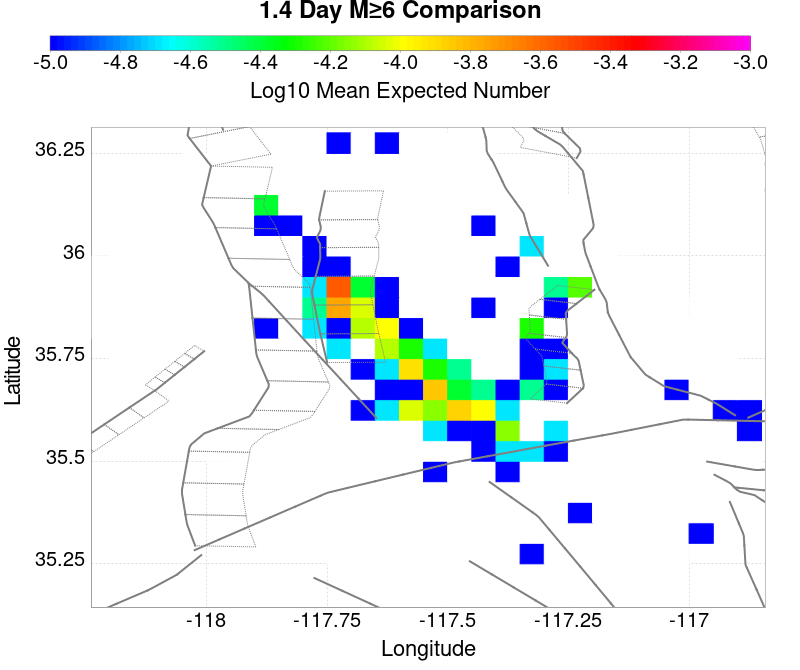 1.4 Day M≥6 Comparison
-5.0 -4.8 -4.6 -4.4 -4.2 -4.0 -3.8 -3.6 -3.4 -3.2 -3.0
Log10 Mean Expected Number
36.25
36
35.75
35.5
35.25
Latitude
-118 -117.75 -117.5 -117.25 -117
Longitude